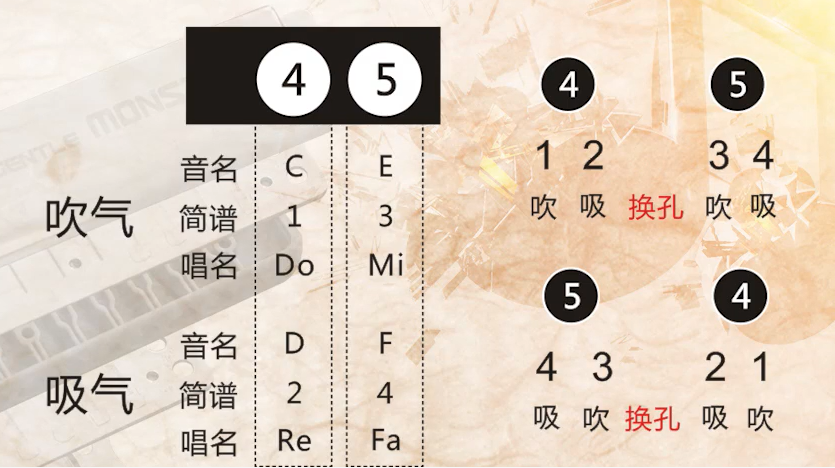 4 5
音名 C E
吹气 简谱 1 3
唱名 Do Mi
音名 D F
吸气 简谱 2 4
唱名 Re Fa
4 5
1 2 3 4
吹 吸 换孔 吹 吸
5 4
4 3 2 1
吸 吹 换孔 吸 吹